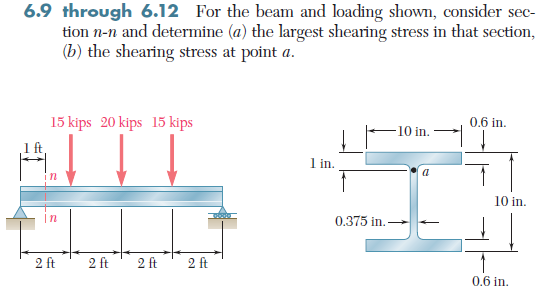 6.9 through 6.12 For the beam and loading shown, consider sec-
tion n-n and determine (a) the largest shearing stress in that section,
(b) the shearing stress at point a.
15 kips 20 kips 15 kips
1 ft
n
n
2 ft 2 ft 2 ft 2 ft
10 in.
0.6 in.
1 in.
a
10 in.
0.375 in.
0.6 in.